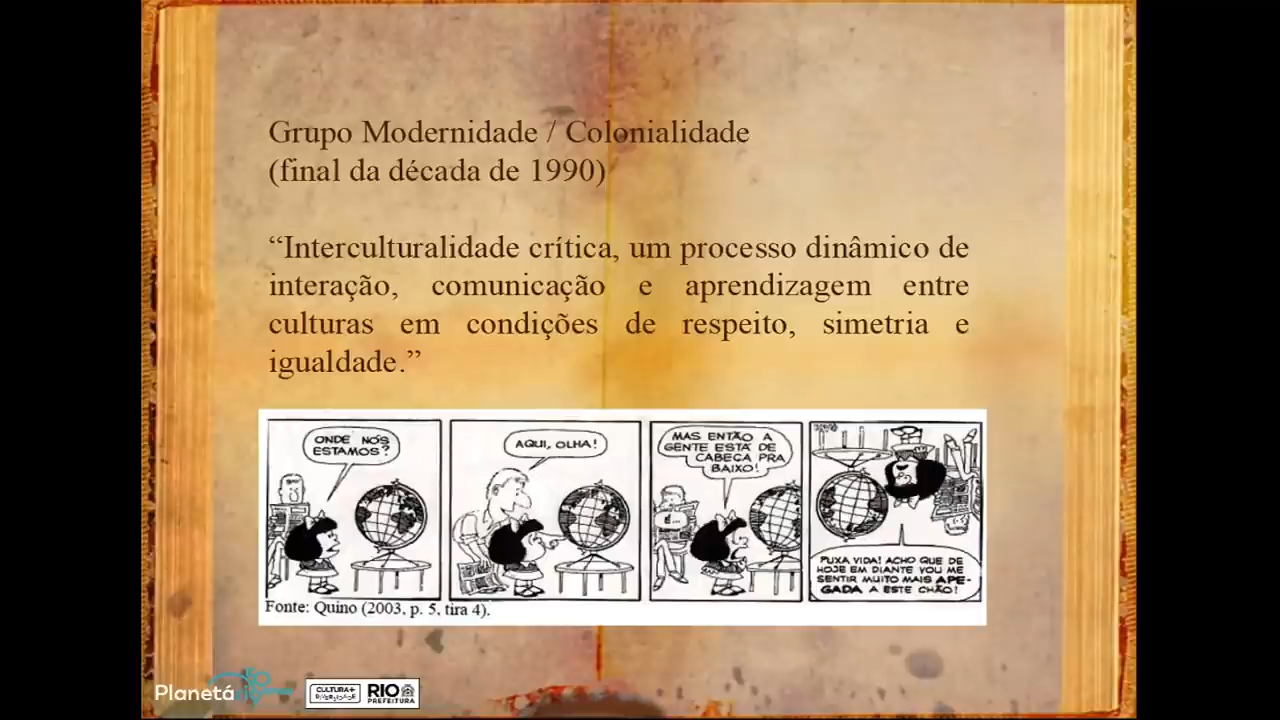 Grupo Modernidade / Colonialidade
(final da década de 1990)
“Interculturalidade crítica, um processo dinâmico de
interação, comunicação e aprendizagem entre
culturas em condições de respeito, simetria e
igualdade.”
ONDE NÓS
ESTAMOS?
AQUI, OLHA!
MAS ENTÃO A
GENTE ESTÁ DE
CABEÇA PRA
BAIXO!
É...
PUXA VIDA! ACHO QUE DE
HOJE EM DIANTE VOU ME
SENTIR MUITO MAIS APE-
GADA A ESTE CHÃO!
Fonte: Quino (2003, p. 5, tira 4).
Planetário
CULTURA+
RIO
PREFEITURA